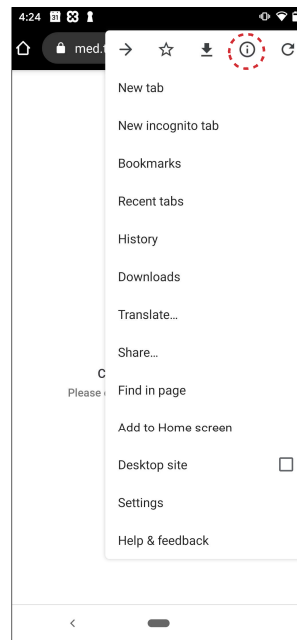 4:24
med.
New tab
New incognito tab
Bookmarks
Recent tabs
History
Downloads
Translate...
Share...
C
Please
Find in page
Add to Home screen
Desktop site
Settings
Help & feedback